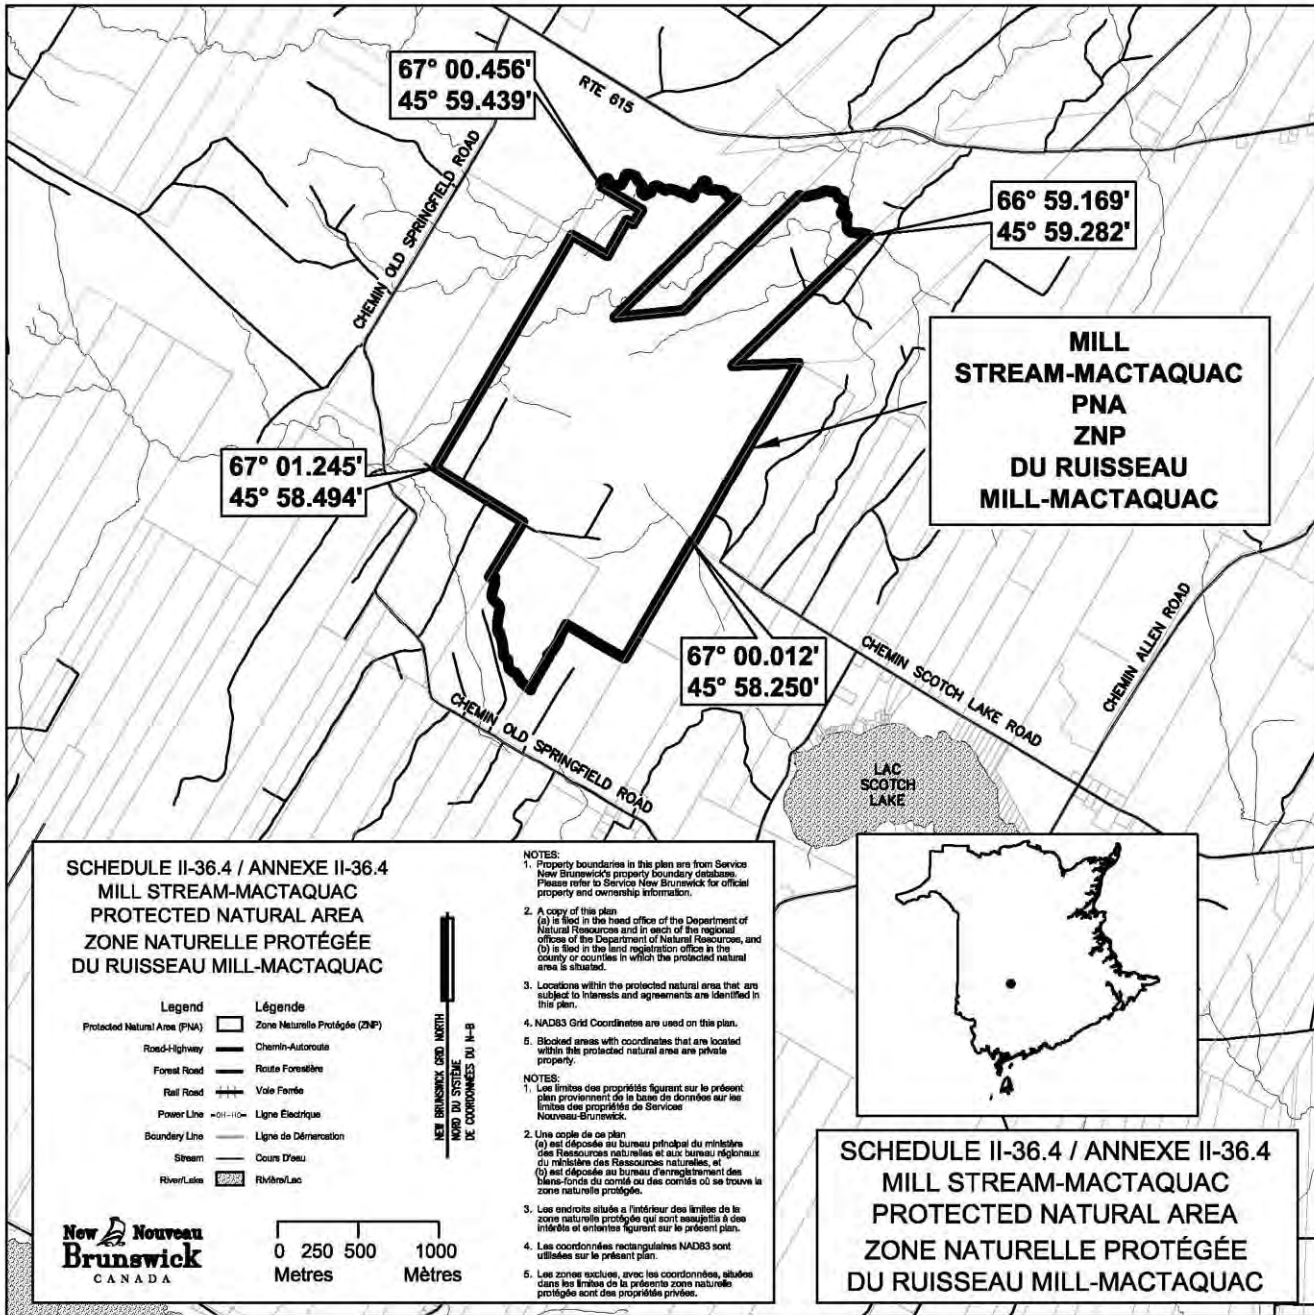 67° 00.456'
45° 59.439'
RTE 615
CHEMIN OLD SPRINGFIELD ROAD
66° 59.169'
45° 59.282'
MILL
STREAM-MACTAQUAC
PNA
ZNP
DU RUISSEAU
MILL-MACTAQUAC
67° 01.245'
45° 58.494'
67° 00.012'
45° 58.250'
CHEMIN SCOTCH LAKE ROAD
CHEMIN ALLEN ROAD
CHEMIN OLD SPRINGFIELD ROAD
LAC
SCOTCH
LAKE
SCHEDULE II-36.4 / ANNEXE II-36.4
MILL STREAM-MACTAQUAC
PROTECTED NATURAL AREA
ZONE NATURELLE PROTÉGÉE
DU RUISSEAU MILL-MACTAQUAC
Legend Légende
Protected Natural Area (PNA) Zone Naturelle Protégée (ZNP)
Road-Highway Chemin-Autoroute
Forest Road Route Forestière
Rail Road Voie Ferrée
Power Line -OH-HO- Ligne Électrique
Boundary Line Ligne de Démarcation
Stream Cours D'eau
River/Lake Rivière/Lac
NEW BRUNSWICK GRID NORTH
NORD DU SYSTÈME
DE COORDONNÉES DU N-B
New Nouveau
Brunswick
CANADA
0 250 500 1000
Metres Mètres
NOTES:
1. Property boundaries in this plan are from Service
New Brunswick's property boundary database.
Please refer to Service New Brunswick for official
property and ownership information.
2. A copy of this plan
(a) is filed in the head office of the Department of
Natural Resources and in each of the regional
offices of the Department of Natural Resources, and
(b) is filed in the land registration office in the
county or counties in which the protected natural
area is situated.
3. Locations within the protected natural area that are
subject to interests and agreements are identified in
this plan.
4. NAD83 Grid Coordinates are used on this plan.
5. Blocked areas with coordinates that are located
within this protected natural area are private
property.
NOTES:
1. Les limites des propriétés figurant sur le présent
plan proviennent de la base de données sur les
limites des propriétés de Services
Nouveau-Brunswick.
2. Une copie de ce plan
(a) est déposée au bureau principal du ministère
des Ressources naturelles et aux bureau régionaux
du ministère des Ressources naturelles, et
(b) est déposée au bureau d'enregistrement des
biens-fonds du comté ou des comtés où se trouve la
zone naturelle protégée.
3. Les endroits situés a l'intérieur des limites de la
zone naturelle protégée qui sont assujettis à des
intérêts et ententes figurent sur le présent plan.
4. Les coordonnées rectangulaires NAD83 sont
utilisées sur le présent plan.
5. Les zones exclues, avec les coordonnées, situées
dans les limites de la présente zone naturelle
protégée sont des propriétés privées.
SCHEDULE II-36.4 / ANNEXE II-36.4
MILL STREAM-MACTAQUAC
PROTECTED NATURAL AREA
ZONE NATURELLE PROTÉGÉE
DU RUISSEAU MILL-MACTAQUAC